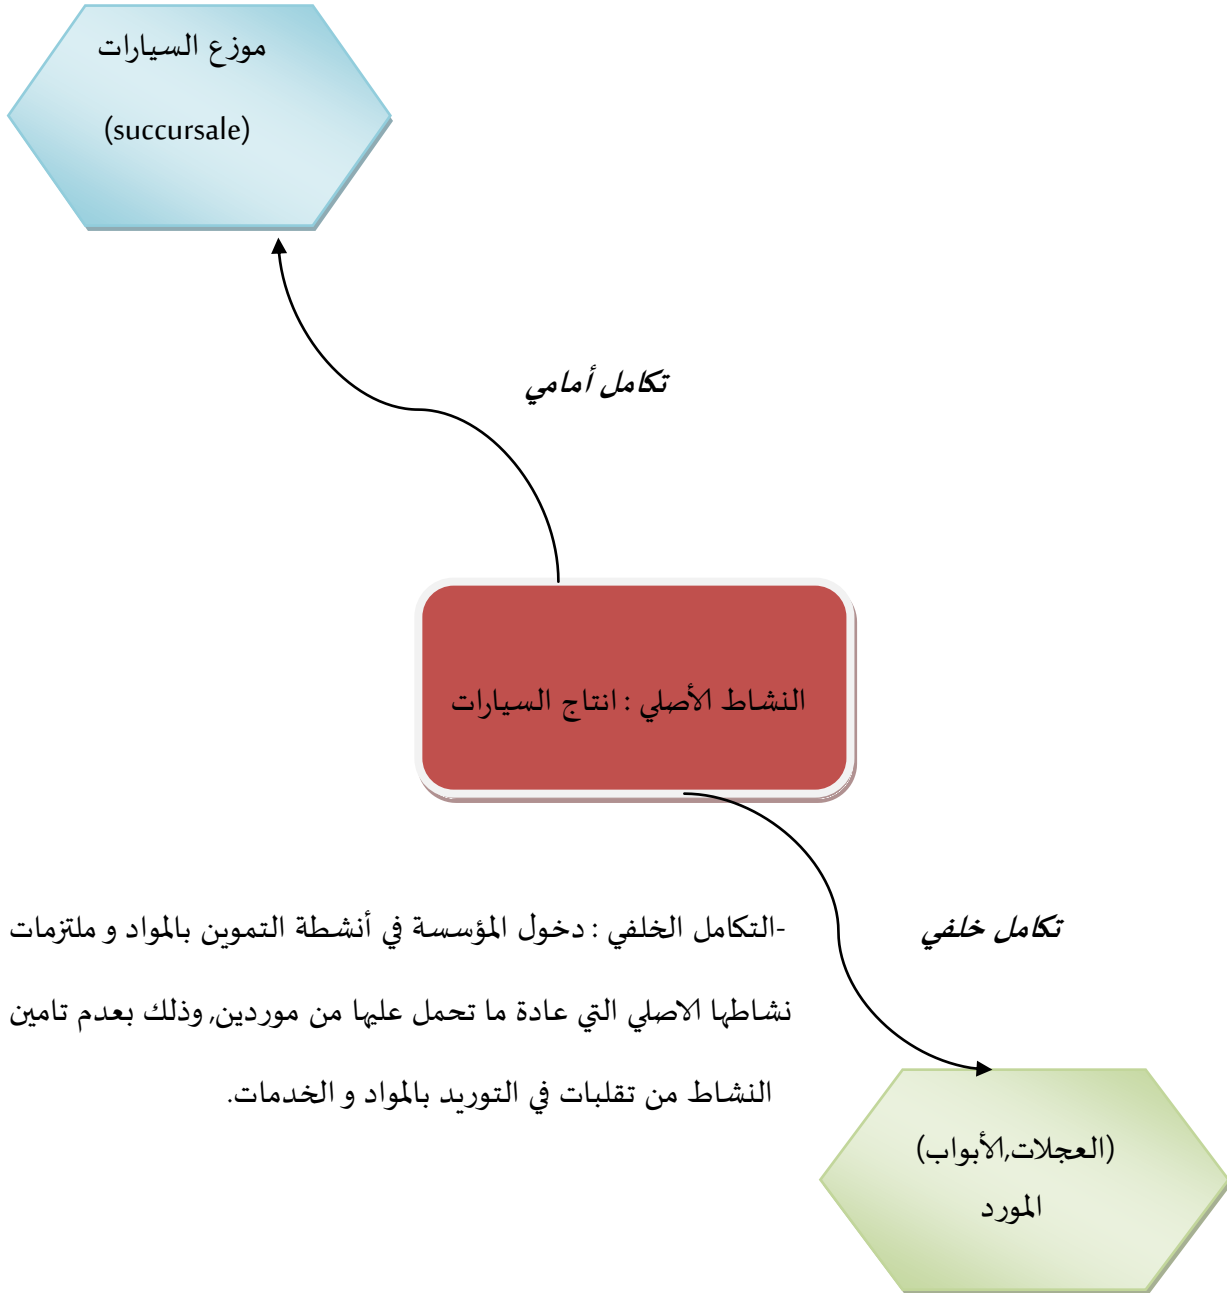 موزع السيارات
(succursale)
تكامل أمامي
النشاط الأصلي : انتاج السيارات
تكامل خلفي
-التكامل الخلفي : دخول المؤسسة في أنشطة التموين بالمواد و ملتزمات
نشاطها الاصلي التي عادة ما تحمل عليها من موردين, وذلك بعدم تامين
النشاط من تقلبات في التوريد بالمواد و الخدمات.
(العجلات,الأبواب)
المورد